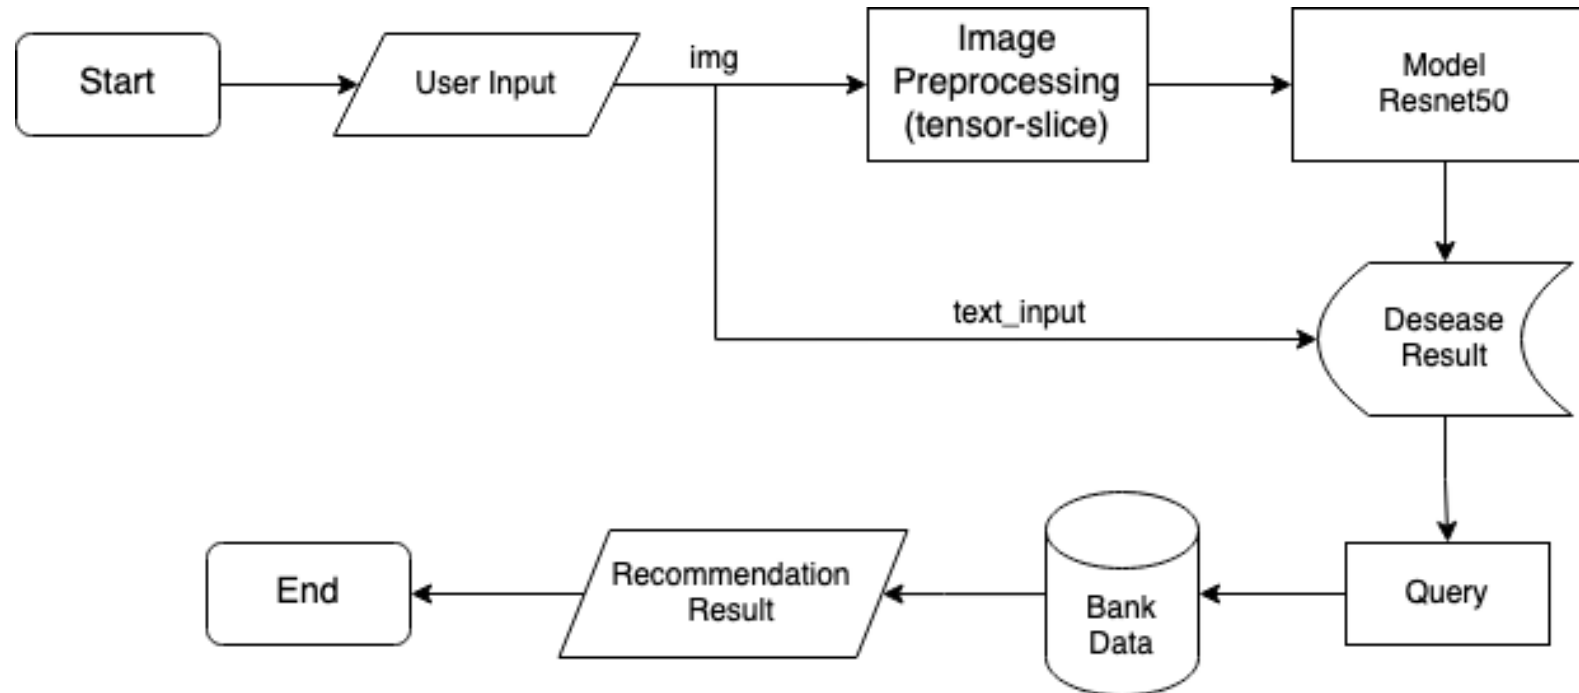 Start
User Input
img
Image
Preprocessing
(tensor-slice)
Model
Resnet50
text_input
Desease
Result
Query
Bank
Data
Recommendation
Result
End